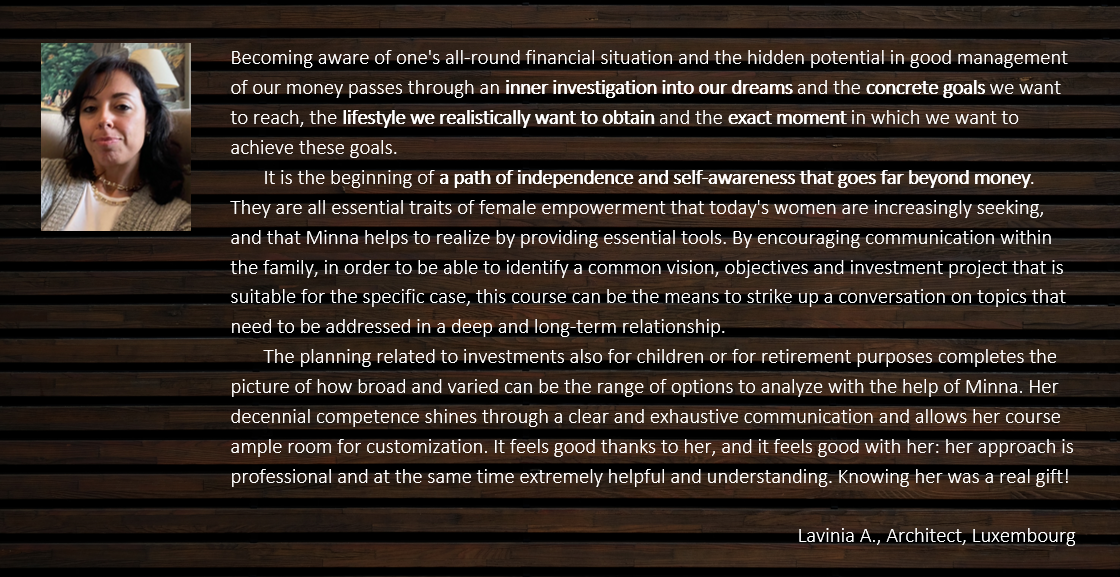 Becoming aware of one's all-round financial situation and the hidden potential in good management
of our money passes through an inner investigation into our dreams and the concrete goals we want
to reach, the lifestyle we realistically want to obtain and the exact moment in which we want to
achieve these goals.
It is the beginning of a path of independence and self-awareness that goes far beyond money.
They are all essential traits of female empowerment that today's women are increasingly seeking,
and that Minna helps to realize by providing essential tools. By encouraging communication within
the family, in order to be able to identify a common vision, objectives and investment project that is
suitable for the specific case, this course can be the means to strike up a conversation on topics that
need to be addressed in a deep and long-term relationship.
The planning related to investments also for children or for retirement purposes completes the
picture of how broad and varied can be the range of options to analyze with the help of Minna. Her
decennial competence shines through a clear and exhaustive communication and allows her course
ample room for customization. It feels good thanks to her, and it feels good with her: her approach is
professional and at the same time extremely helpful and understanding. Knowing her was a real gift!
Lavinia A., Architect, Luxembourg